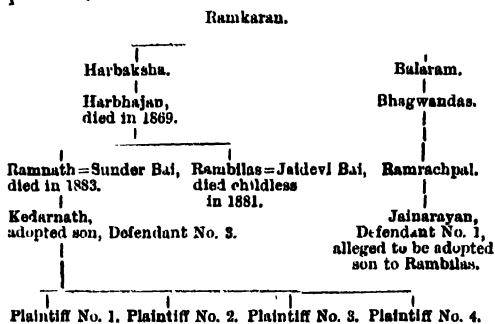 Ramkaran.
Harbaksha. Balaram.
Harbhajan, Bhagwandas.
died in 1869.
Ramnath=Sunder Bai, Rambilas=Jaidevi Bai, Ramrachpal.
died in 1883. died childless
in 1881.
Kedarnath, Jainarayan,
adopted son, Defendant No. 3. Defendant No. 1,
alleged to be adopted
son to Rambilas.
Plaintiff No. 1. Plaintiff No. 2. Plaintiff No. 3. Plaintiff No. 4.